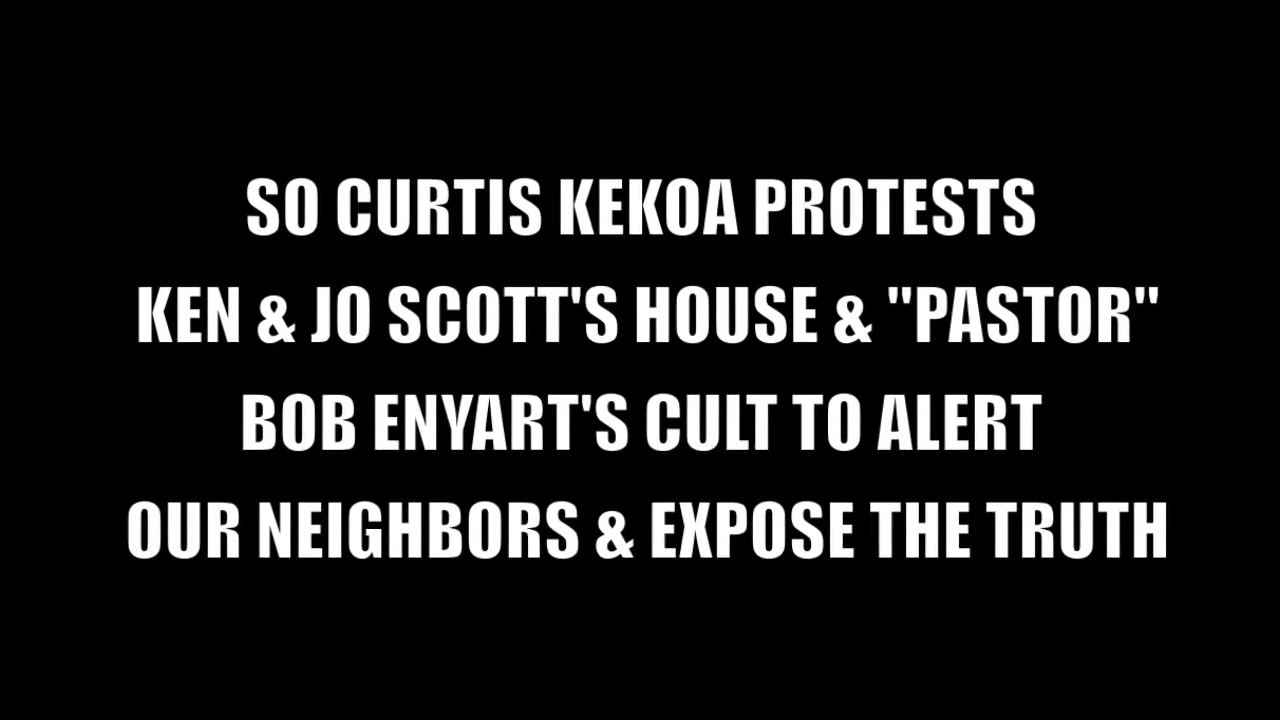 SO CURTIS KEKOA PROTESTS
KEN & JO SCOTT'S HOUSE & "PASTOR"
BOB ENYART'S CULT TO ALERT
OUR NEIGHBORS & EXPOSE THE TRUTH